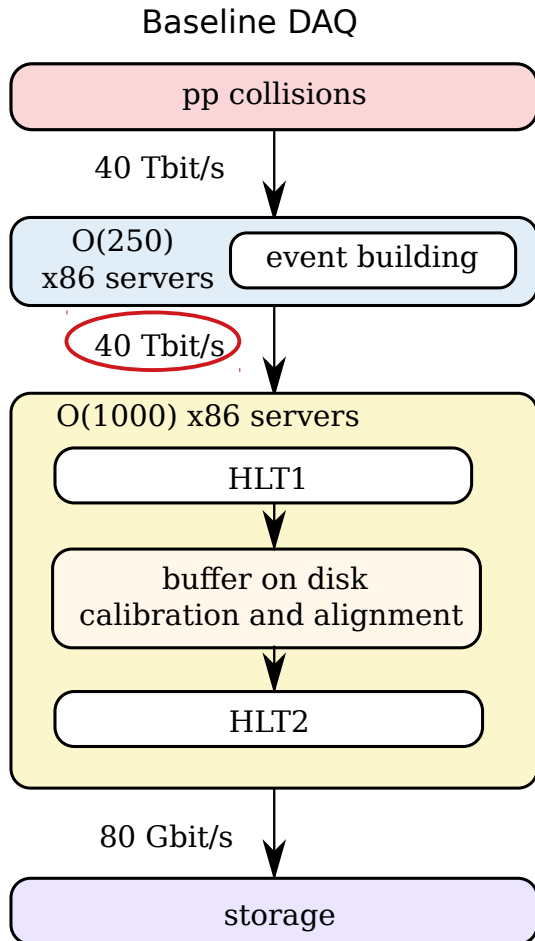 Baseline DAQ
pp collisions
40 Tbit/s
O(250)
x86 servers
event building
40 Tbit/s
O(1000) x86 servers
HLT1
buffer on disk
calibration and alignment
HLT2
80 Gbit/s
storage